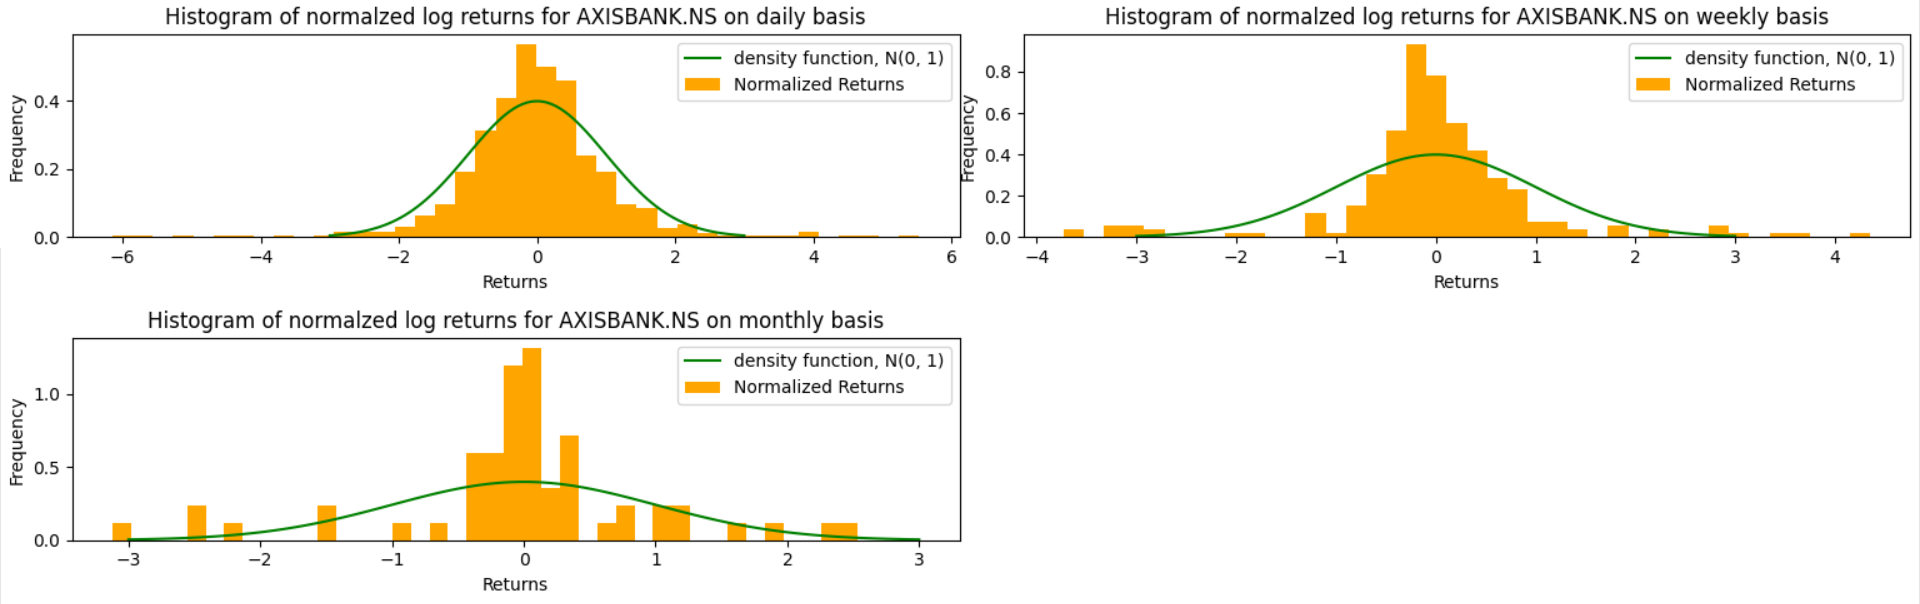 Histogram of normalzed log returns for AXISBANK.NS on daily basis
Frequency
0.4
0.2
0.0
density function, N(0, 1)
Normalized Returns
−6 −4 −2 0 2 4 6
Returns
Histogram of normalzed log returns for AXISBANK.NS on weekly basis
Frequency
0.8
0.6
0.4
0.2
0.0
density function, N(0, 1)
Normalized Returns
−4 −3 −2 −1 0 1 2 3 4
Returns
Histogram of normalzed log returns for AXISBANK.NS on monthly basis
Frequency
1.0
0.5
0.0
density function, N(0, 1)
Normalized Returns
−3 −2 −1 0 1 2 3
Returns